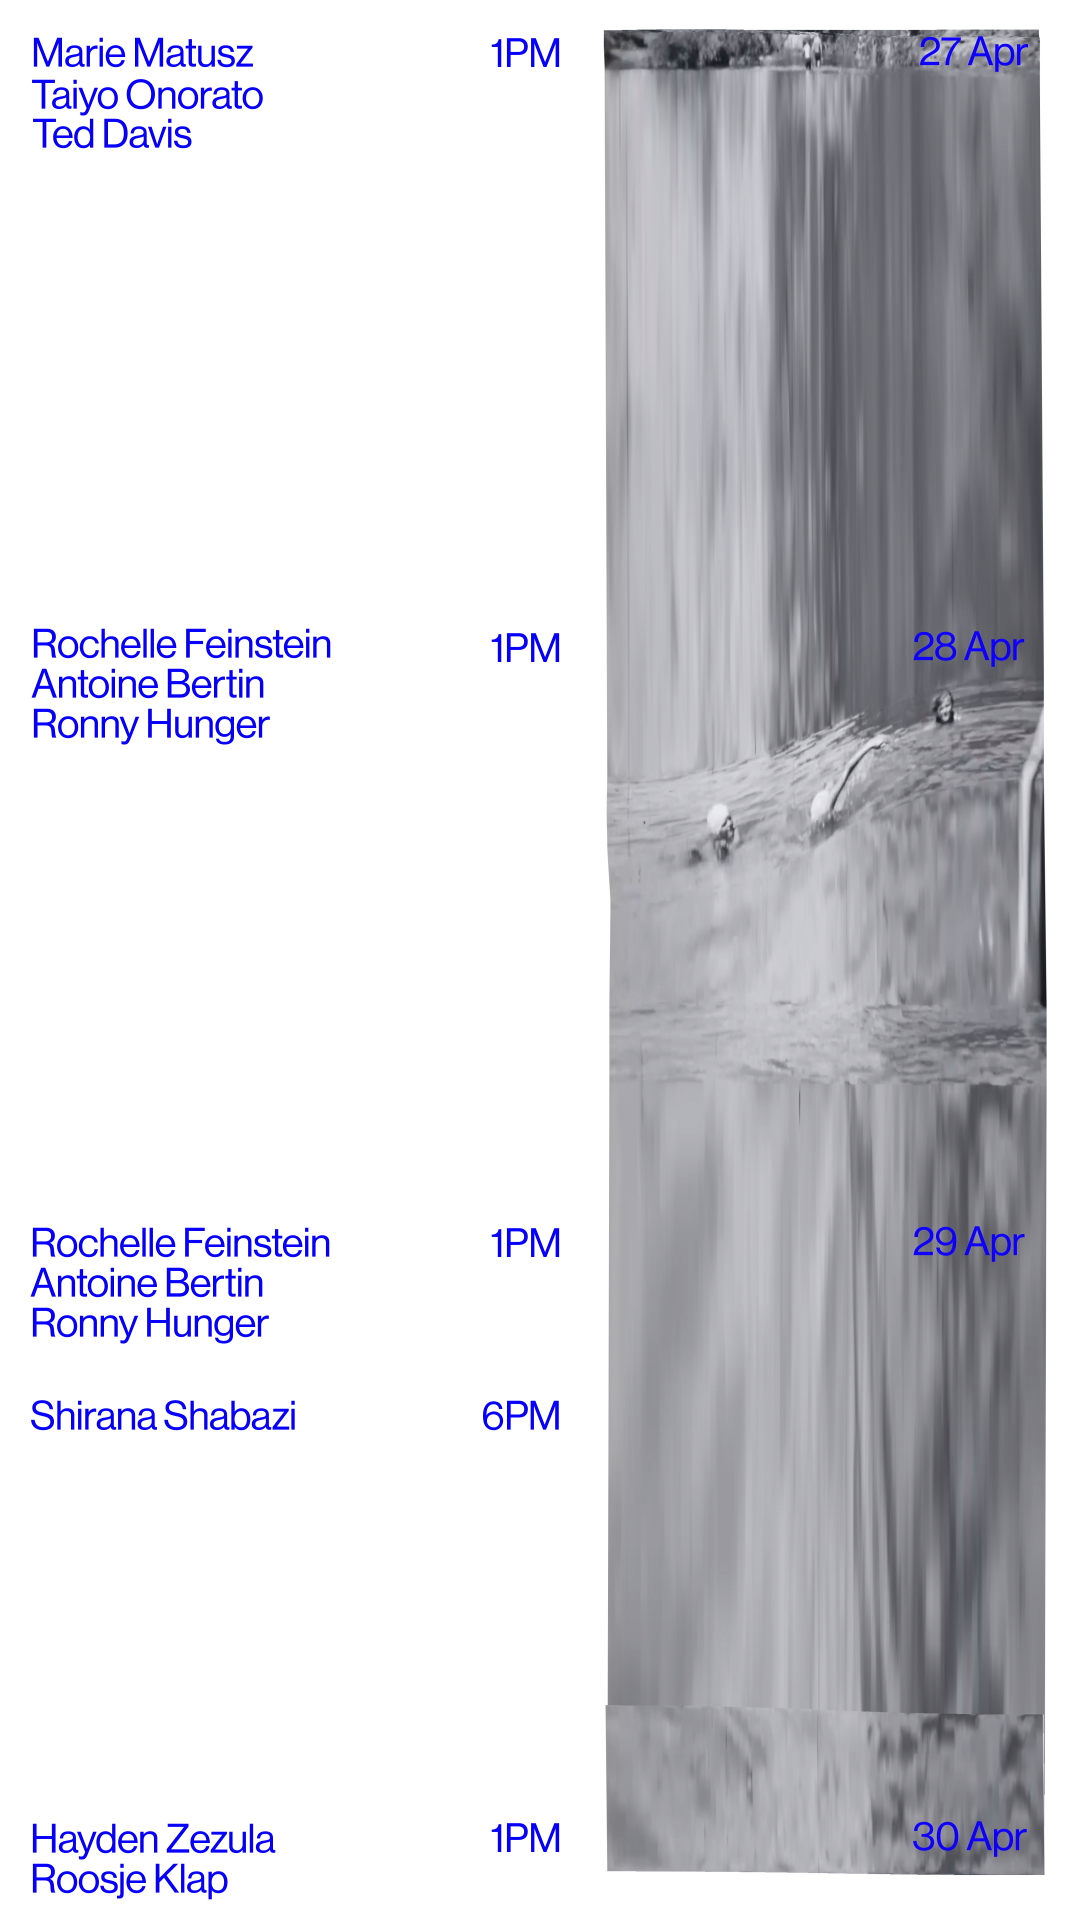 Marie Matusz 1PM 27 Apr
Taiyo Onorato
Ted Davis
Rochelle Feinstein 1PM 28 Apr
Antoine Bertin
Ronny Hunger
Rochelle Feinstein 1PM 29 Apr
Antoine Bertin
Ronny Hunger
Shirana Shabazi 6PM
Hayden Zezula 1PM 30 Apr
Roosje Klap